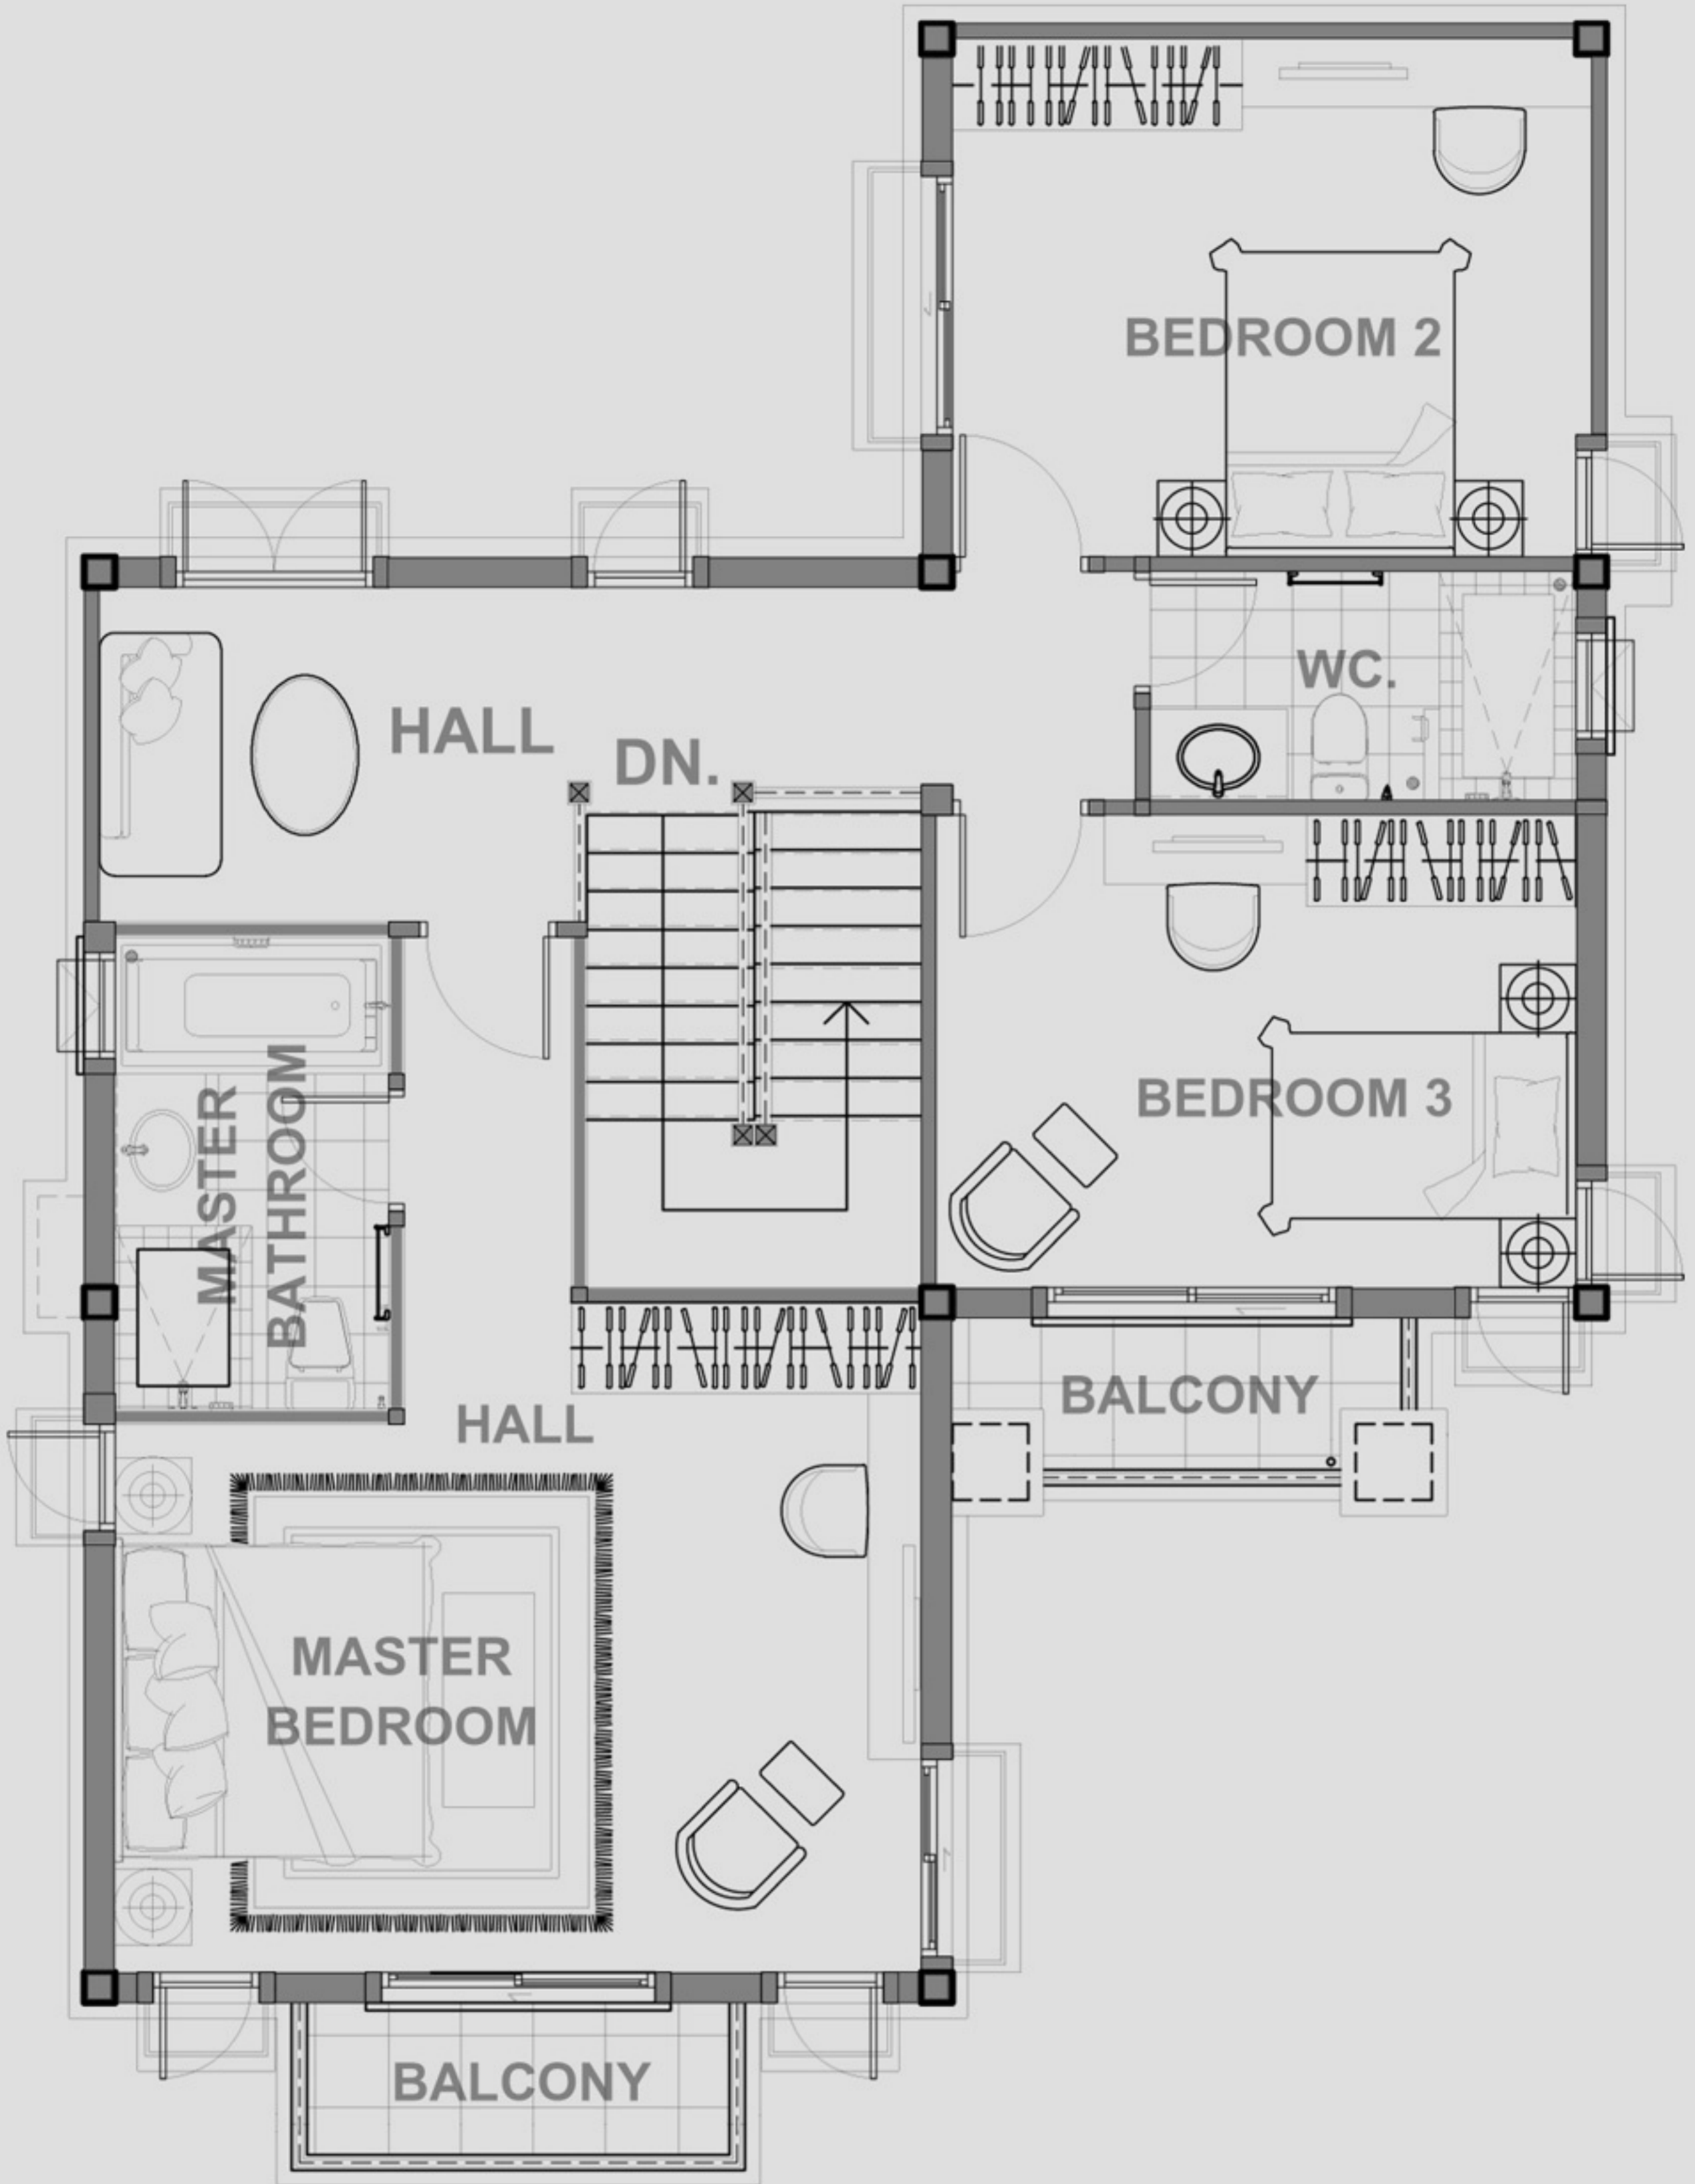 BEDROOM 2
WC.
HALL
DN.
BEDROOM 3
MASTER
BATHROOM
BALCONY
HALL
MASTER
BEDROOM
BALCONY